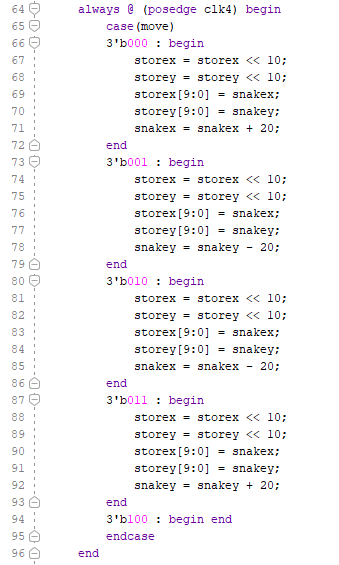 64 always @ (posedge clk4) begin
65 case(move)
66 3'b000 : begin
67 storex = storex << 10;
68 storey = storey << 10;
69 storex[9:0] = snakex;
70 storey[9:0] = snakey;
71 snakex = snakex + 20;
72 end
73 3'b001 : begin
74 storex = storex << 10;
75 storey = storey << 10;
76 storex[9:0] = snakex;
77 storey[9:0] = snakey;
78 snakey = snakey - 20;
79 end
80 3'b010 : begin
81 storex = storex << 10;
82 storey = storey << 10;
83 storex[9:0] = snakex;
84 storey[9:0] = snakey;
85 snakex = snakex - 20;
86 end
87 3'b011 : begin
88 storex = storex << 10;
89 storey = storey << 10;
90 storex[9:0] = snakex;
91 storey[9:0] = snakey;
92 snakey = snakey + 20;
93 end
94 3'b100 : begin end
95 endcase
96 end